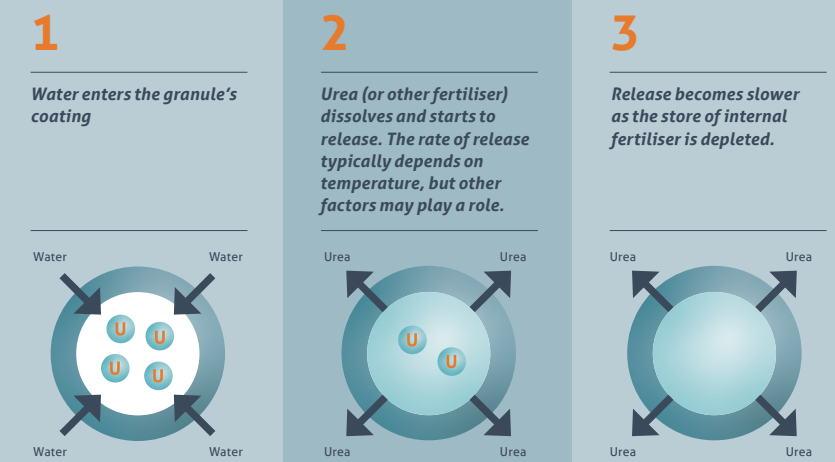 1
Water enters the granule's
coating
Water
Water
U
U
U
U
Water
Water
2
Urea (or other fertiliser)
dissolves and starts to
release. The rate of release
typically depends on
temperature, but other
factors may play a role.
Urea
Urea
U
U
Urea
Urea
3
Release becomes slower
as the store of internal
fertiliser is depleted.
Urea
Urea
Urea
Urea